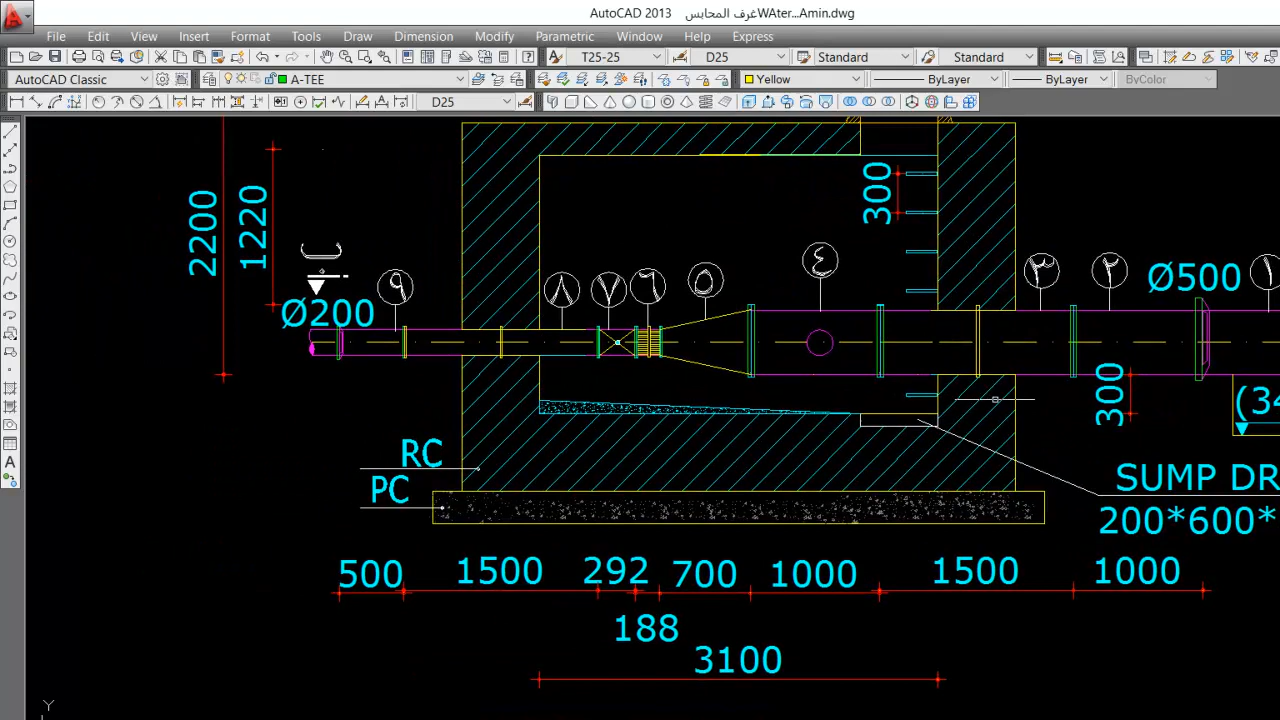 AutoCAD 2013 غرف المحابسWAter...Amin.dwg
File Edit View Insert Format Tools Draw Dimension Modify Parametric Window Help Express
T25-25 D25 Standard Standard
AutoCAD Classic A-TEE Yellow ByLayer ByLayer ByColor
D25
2200
1220
300
Ø200
٩
٨
٧
٦
٥
٤
٣
٢
Ø500
١
300
(34
RC
PC
SUMP DR
200*600*
500 1500 292 700 1000 1500 1000
188
3100
Y